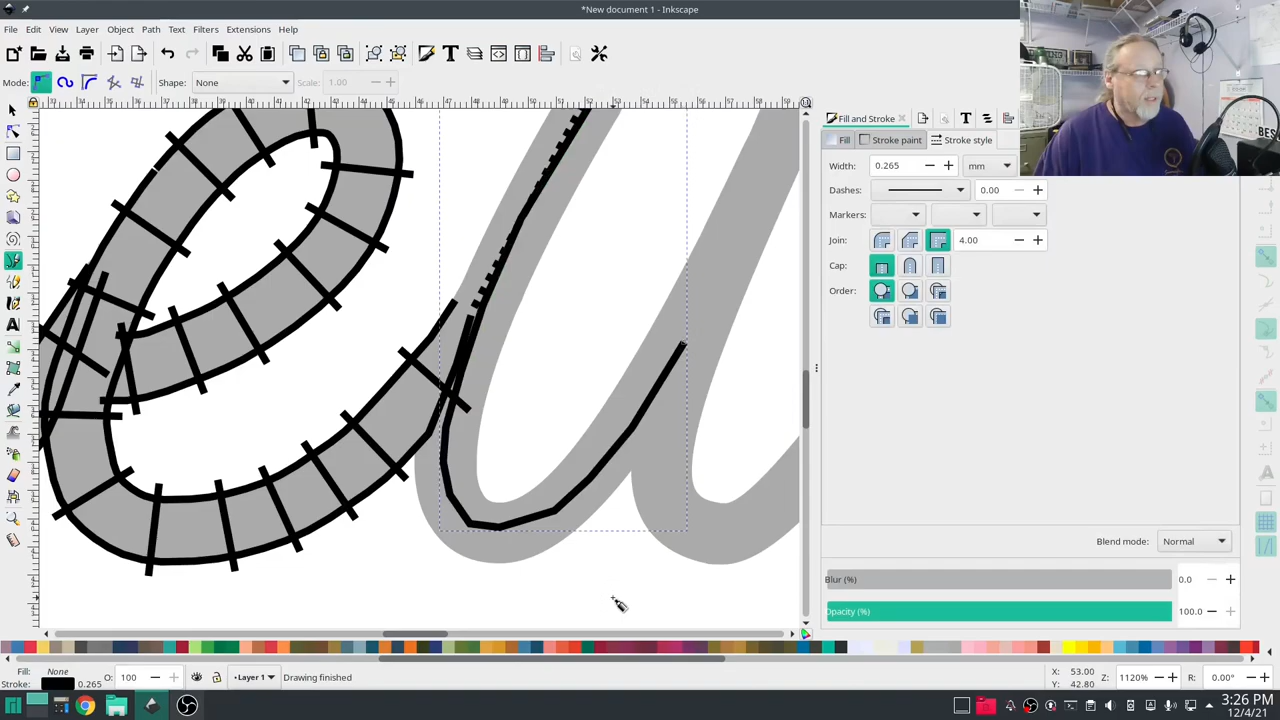 *New document 1 - Inkscape
File Edit View Layer Object Path Text Filters Extensions Help
Mode: Shape: None Scale: 1.00
Fill and Stroke
Fill Stroke paint Stroke style
Width: 0.265 mm
Dashes: 0.00
Markers:
Join: 4.00
Cap:
Order:
Blend mode: Normal
Blur (%) 0.0
Opacity (%) 100.0
Fill: None O: 100 Layer 1 Drawing finished X: 53.00 Z: 1120% R: 0.00°
Stroke: 0.265 Y: 42.80
3:26 PM
12/4/21